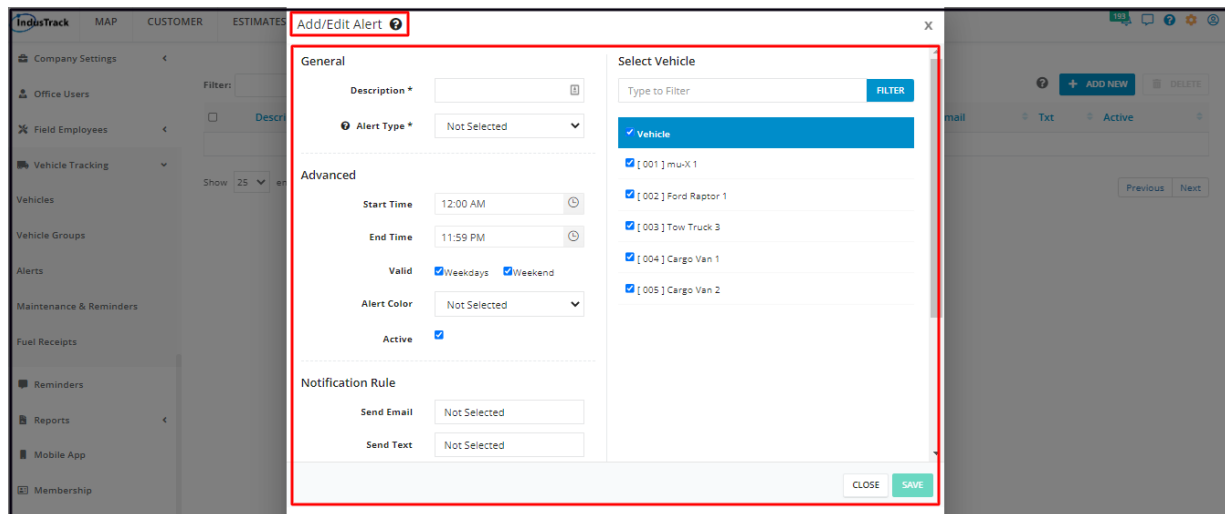 IndusTrack MAP CUSTOMER ESTIMATES 193
Company Settings
Office Users
Field Employees
Vehicle Tracking
Vehicles
Vehicle Groups
Alerts
Maintenance & Reminders
Fuel Receipts
Reminders
Reports
Mobile App
Membership
Filter:
+ ADD NEW DELETE
Txt Active
Show 25
Previous Next
Add/Edit Alert ? x
General
Description *
? Alert Type * Not Selected
Advanced
Start Time 12:00 AM
End Time 11:59 PM
Valid Weekdays Weekend
Alert Color Not Selected
Active
Notification Rule
Send Email Not Selected
Send Text Not Selected
Select Vehicle
Type to Filter FILTER
Vehicle
[ 001 ] mu-X 1
[ 002 ] Ford Raptor 1
[ 003 ] Tow Truck 3
[ 004 ] Cargo Van 1
[ 005 ] Cargo Van 2
CLOSE SAVE